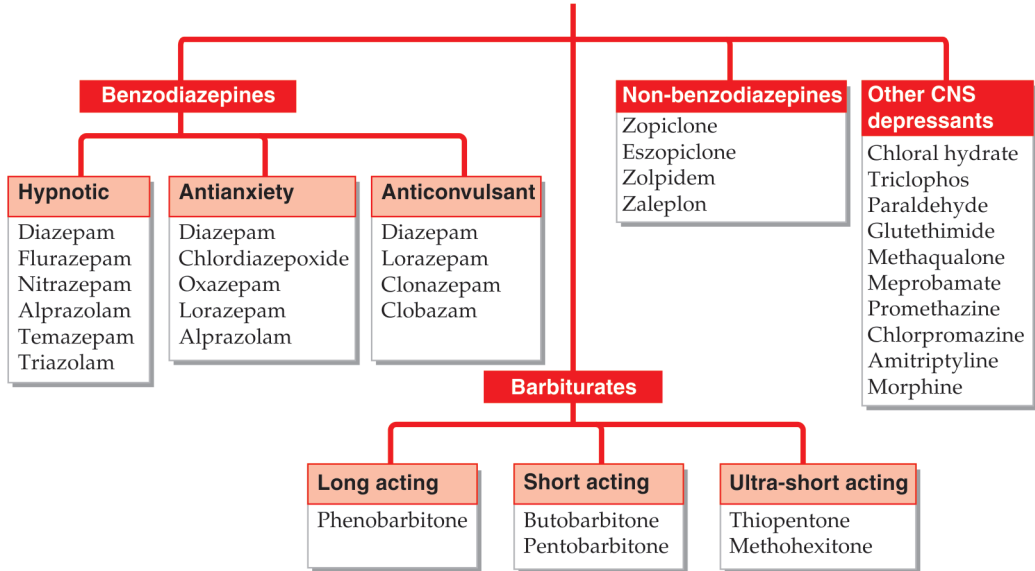 Benzodiazepines
Hypnotic
Diazepam
Flurazepam
Nitrazepam
Alprazolam
Temazepam
Triazolam
Antianxiety
Diazepam
Chlordiazepoxide
Oxazepam
Lorazepam
Alprazolam
Anticonvulsant
Diazepam
Lorazepam
Clonazepam
Clobazam
Non-benzodiazepines
Zopiclone
Eszopiclone
Zolpidem
Zaleplon
Other CNS
depressants
Chloral hydrate
Triclophos
Paraldehyde
Glutethimide
Methaqualone
Meprobamate
Promethazine
Chlorpromazine
Amitriptyline
Morphine
Barbiturates
Long acting
Phenobarbitone
Short acting
Butobarbitone
Pentobarbitone
Ultra-short acting
Thiopentone
Methohexitone